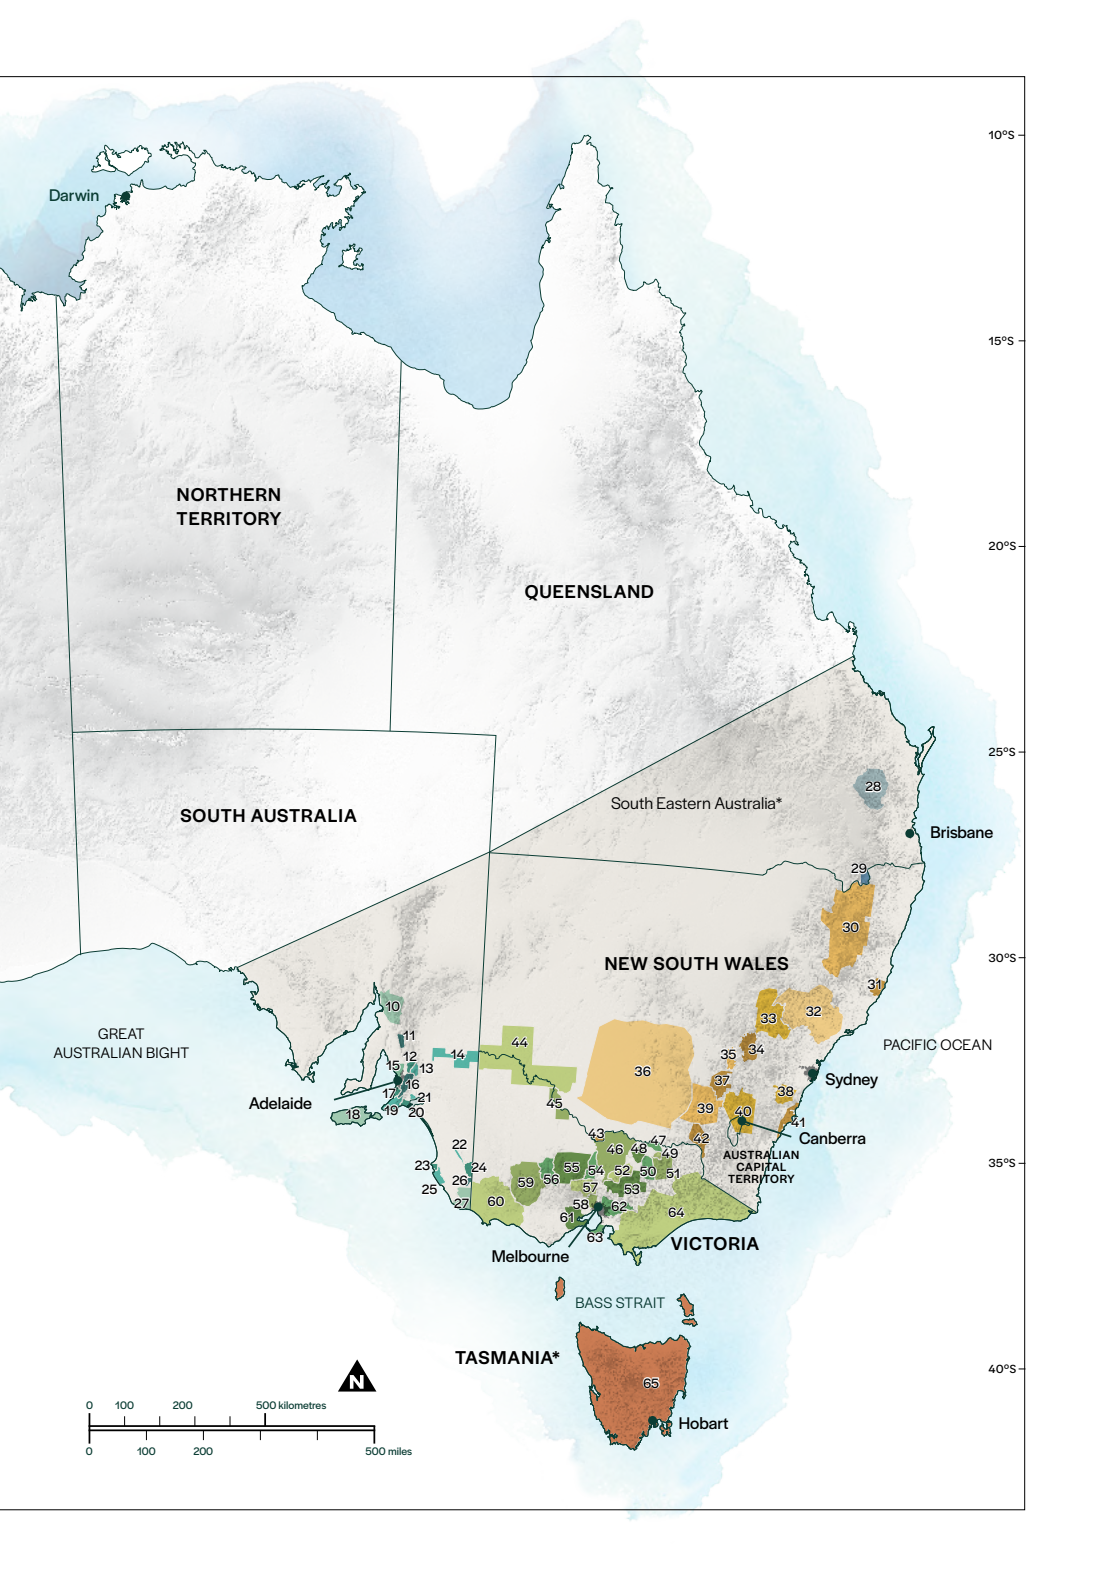 10°S
Darwin
15°S
NORTHERN
TERRITORY
20°S
QUEENSLAND
25°S
28
South Eastern Australia*
SOUTH AUSTRALIA
Brisbane
29
30
NEW SOUTH WALES
30°S
31
10
32
33
GREAT
AUSTRALIAN BIGHT
11
44
PACIFIC OCEAN
12
14
35
34
15
13
36
16
37
Sydney
17
21
38
Adelaide
18
19
20
45
39
40
41
43
42
Canberra
22
46
48
47
49
AUSTRALIAN
CAPITAL
TERRITORY
35°S
23
24
55
54
52
50
51
25
26
59
56
57
53
27
60
58
62
64
61
63
VICTORIA
Melbourne
BASS STRAIT
TASMANIA*
40°S
65
N
0
100
200
500 kilometres
Hobart
0
100
200
500 miles